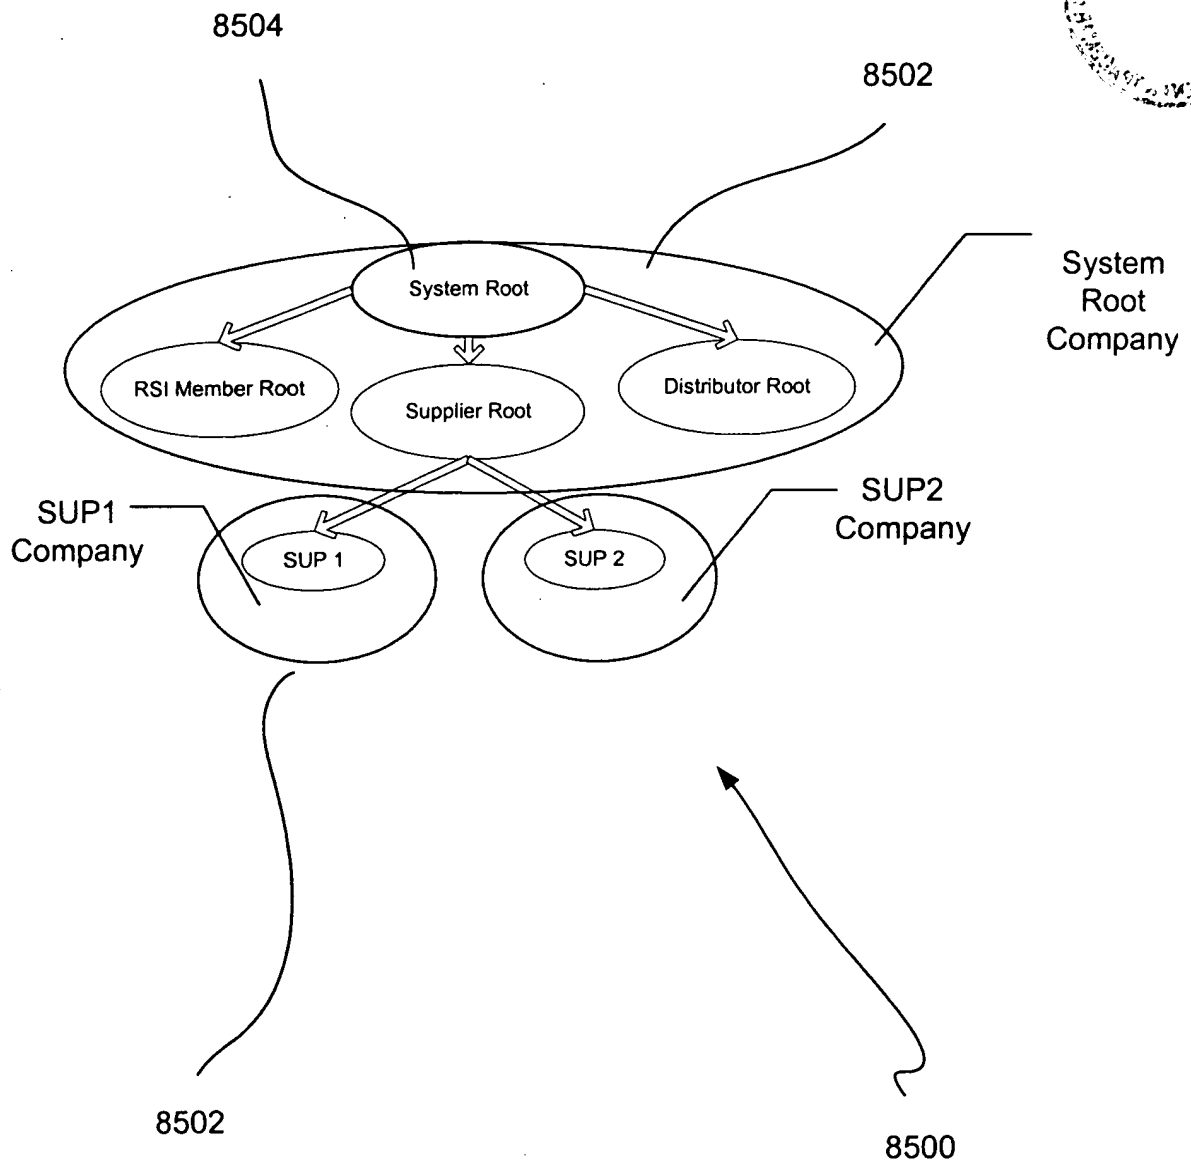 8504
8502
System Root
System
Root
Company
RSI Member Root
Supplier Root
Distributor Root
SUP1
Company
SUP2
Company
SUP 1
SUP 2
8502
8500